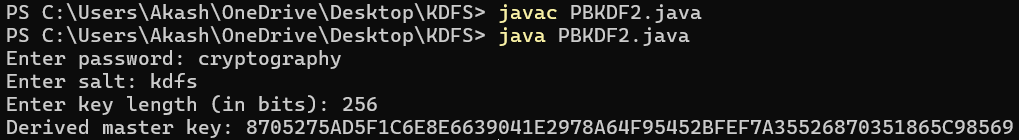 PS C:\Users\Akash\OneDrive\Desktop\KDFS> javac PBKDF2.java
PS C:\Users\Akash\OneDrive\Desktop\KDFS> java PBKDF2.java
Enter password: cryptography
Enter salt: kdfs
Enter key length (in bits): 256
Derived master key: 8705275AD5F1C6E8E6639041E2978A64F95452BFEF7A35526870351865C98569